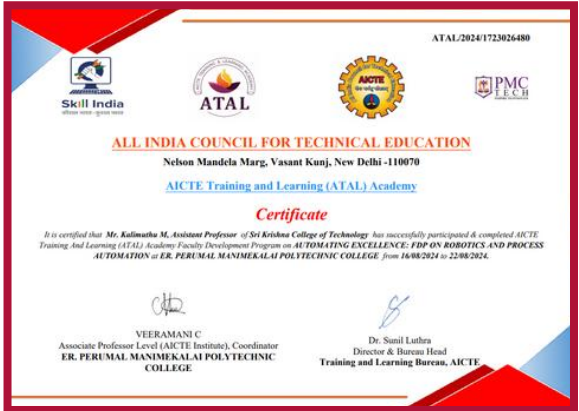 ATAL/2024/1723026480
Skill India
कौशल भारत - कुशल भारत
ATAL
AICTE
PMC
TECH
ALL INDIA COUNCIL FOR TECHNICAL EDUCATION
Nelson Mandela Marg, Vasant Kunj, New Delhi -110070
AICTE Training and Learning (ATAL) Academy
Certificate
It is certified that Mr. Kalimuthu M, Assistant Professor of Sri Krishna College of Technology has successfully participated & completed AICTE
Training And Learning (ATAL) Academy Faculty Development Program on AUTOMATING EXCELLENCE: FDP ON ROBOTICS AND PROCESS
AUTOMATION at ER. PERUMAL MANIMEKALAI POLYTECHNIC COLLEGE from 16/08/2024 to 22/08/2024.
VEERAMANI C
Associate Professor Level (AICTE Institute), Coordinator
ER. PERUMAL MANIMEKALAI POLYTECHNIC
COLLEGE
Dr. Sunil Luthra
Director & Bureau Head
Training and Learning Bureau, AICTE